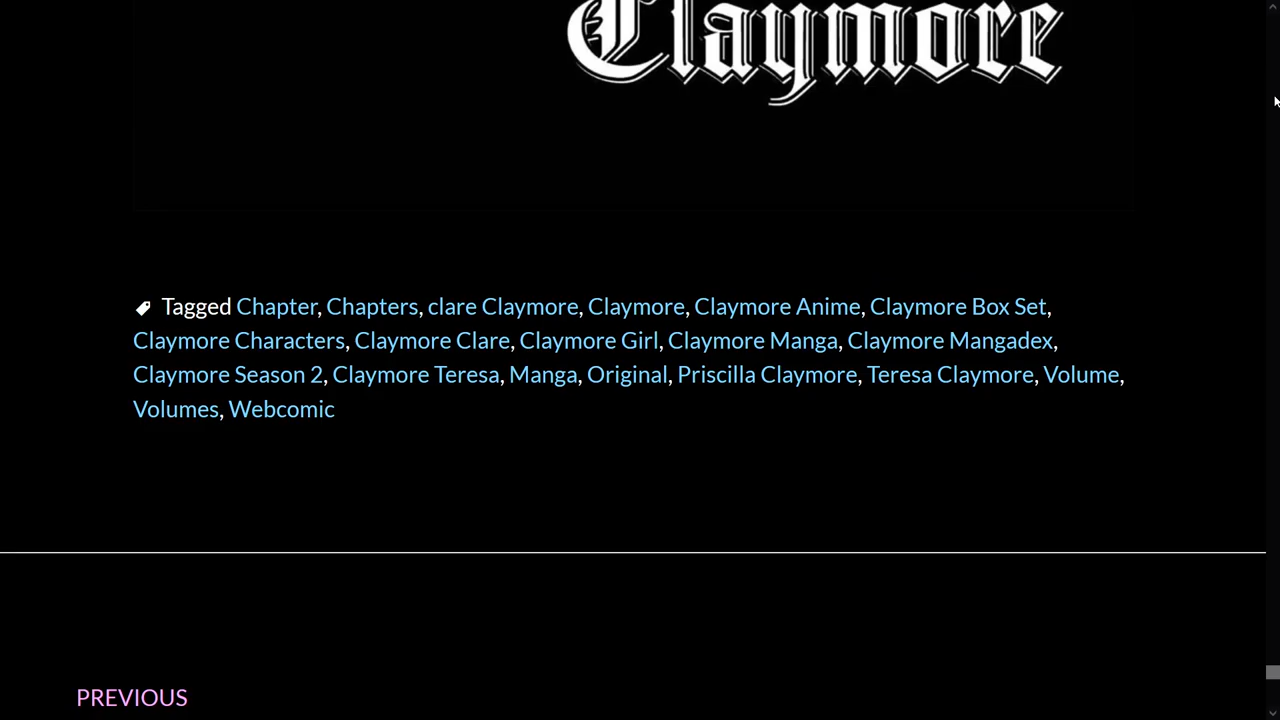 Claymore
Tagged Chapter, Chapters, clare Claymore, Claymore, Claymore Anime, Claymore Box Set,
Claymore Characters, Claymore Clare, Claymore Girl, Claymore Manga, Claymore Mangadex,
Claymore Season 2, Claymore Teresa, Manga, Original, Priscilla Claymore, Teresa Claymore, Volume,
Volumes, Webcomic
PREVIOUS